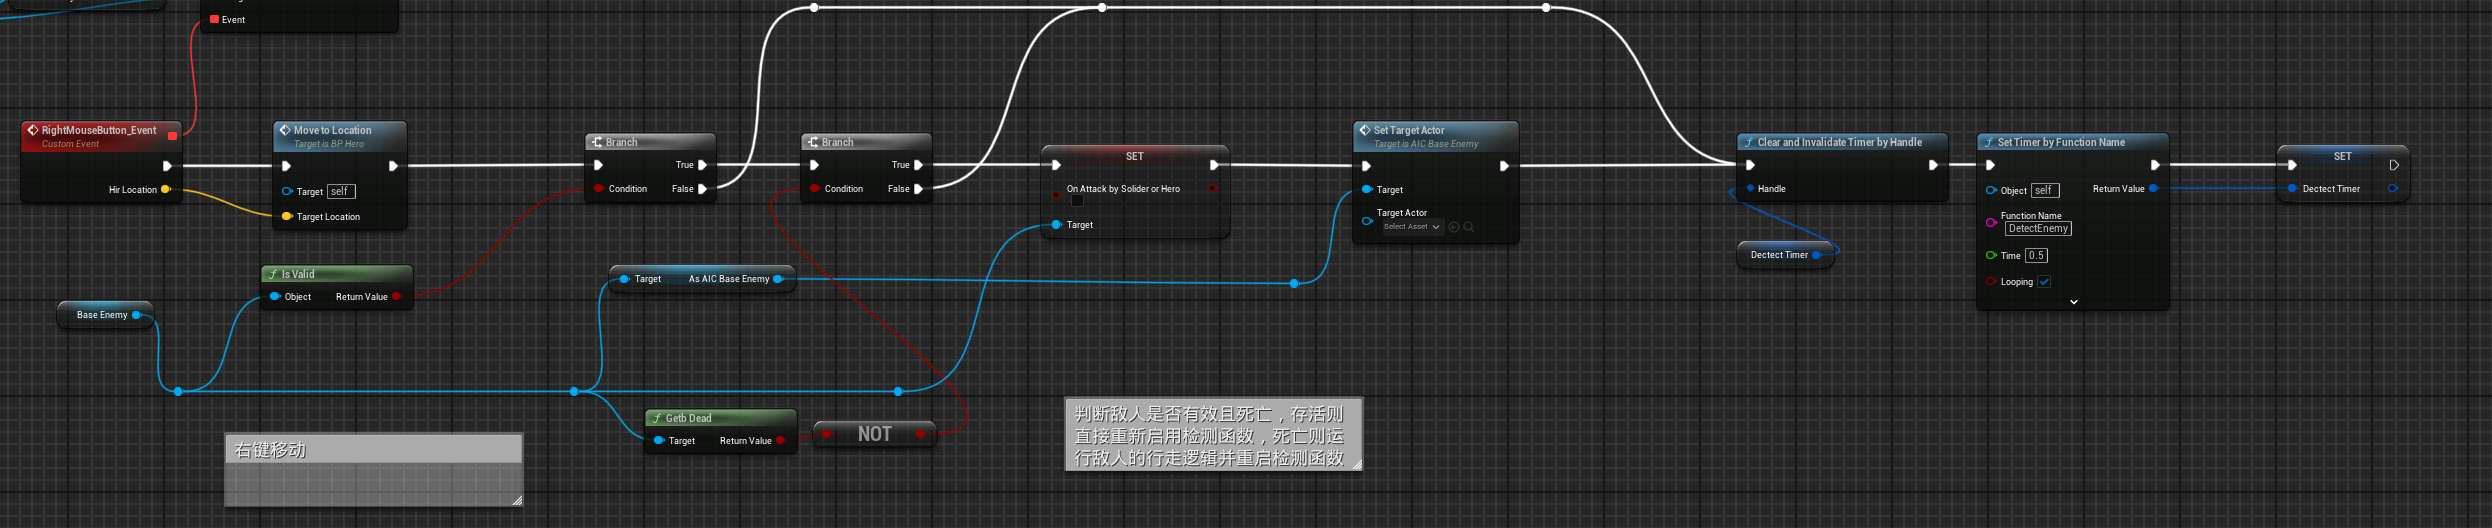 Event
RightMouseButton_Event
Custom Event
Hir Location
Move to Location
Target is BP Hero
Target self
Target Location
Branch
True
Condition
False
Branch
True
Condition
False
SET
On Attack by Solider or Hero
Target
Set Target Actor
Target is AIC Base Enemy
Target
Target Actor
Select Asset
Clear and Invalidate Timer by Handle
Handle
Dectect Timer
Set Timer by Function Name
Object self
Return Value
Function Name
DetectEnemy
Time 0.5
Looping
SET
Dectect Timer
Is Valid
Object
Return Value
Base Enemy
Target
As AIC Base Enemy
Getb Dead
Target
Return Value
NOT
右键移动
判断敌人是否有效且死亡，存活则
直接重新启用检测函数，死亡则运
行敌人的行走逻辑并重启检测函数